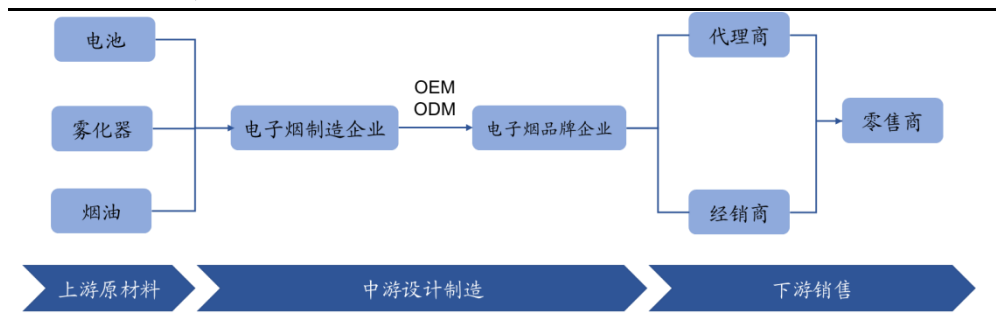 电池
雾化器
烟油
电子烟制造企业
OEM
ODM
电子烟品牌企业
代理商
经销商
零售商
上游原材料
中游设计制造
下游销售